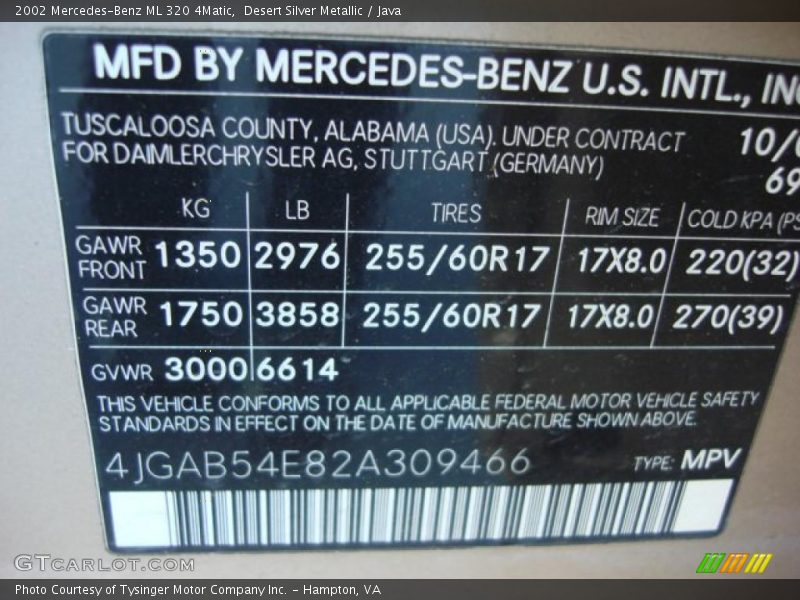 2002 Mercedes-Benz ML 320 4Matic, Desert Silver Metallic / Java
MFD BY MERCEDES-BENZ U.S. INTL.,
TUSCALOOSA COUNTY, ALABAMA (USA). UNDER CONTRACT
FOR DAIMLERCHRYSLER AG, STUTTGART (GERMANY)
KG LB TIRES RIM SIZE COLD KPA
GAWR FRONT 1350 2976 255/60R17 17X8.0 220(32)
GAWR REAR 1750 3858 255/60R17 17X8.0 270(39)
GVWR 3000 6614
THIS VEHICLE CONFORMS TO ALL APPLICABLE FEDERAL MOTOR VEHICLE SAFETY
STANDARDS IN EFFECT ON THE DATE OF MANUFACTURE SHOWN ABOVE.
4JGAB54E82A309466 TYPE: MPV
GTCARLOT.COM
Photo Courtesy of Tysinger Motor Company Inc. - Hampton, VA